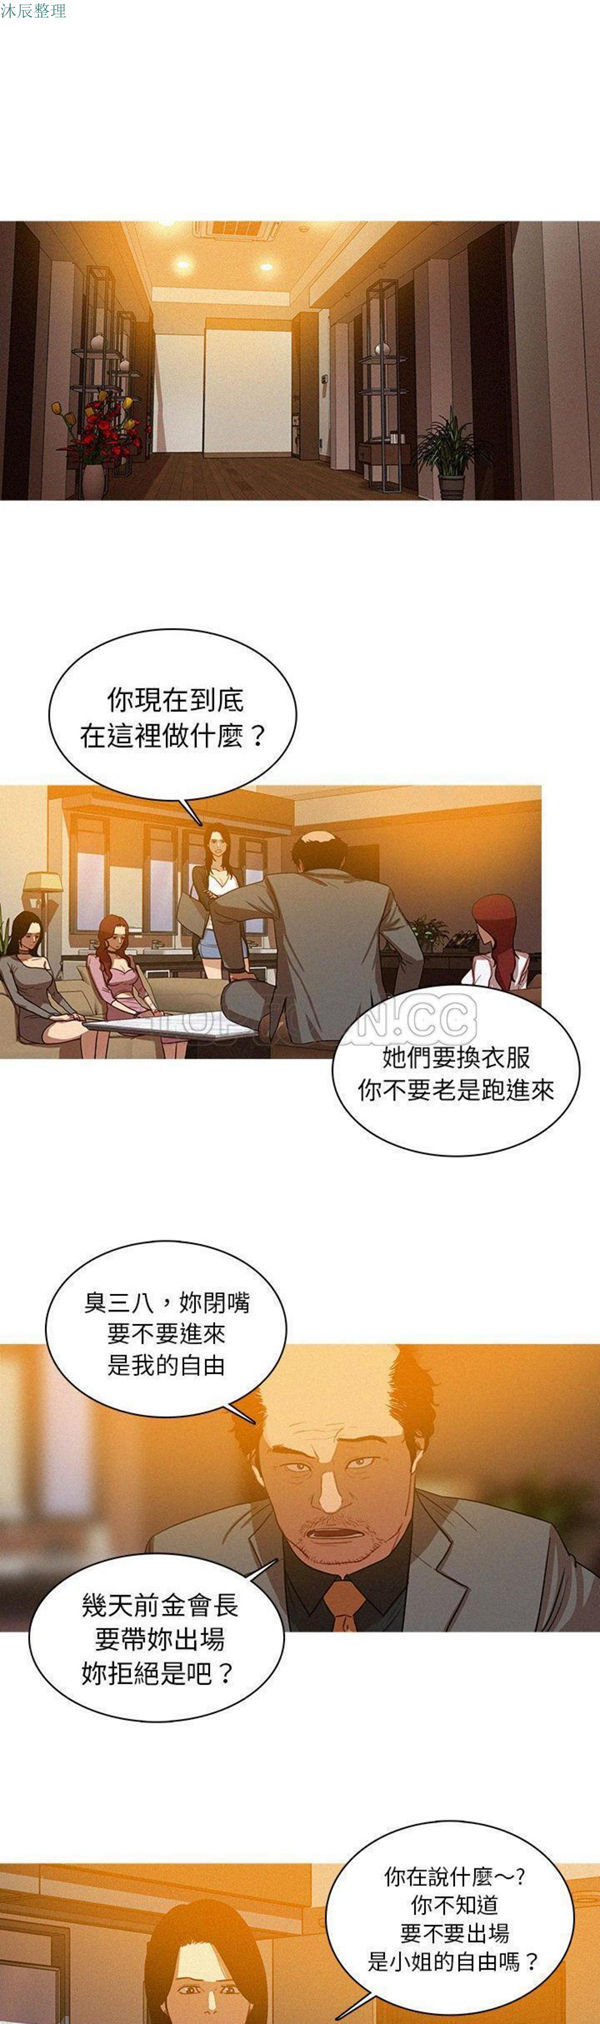 沐辰整理
你現在到底
在這裡做什麼？
TOPTOON.CC
她們要換衣服
你不要老是跑進來
臭三八，妳閉嘴
要不要進來
是我的自由
幾天前金會長
要帶妳出場
妳拒絕是吧？
你在說什麼～?
你不知道
要不要出場
是小姐的自由嗎？